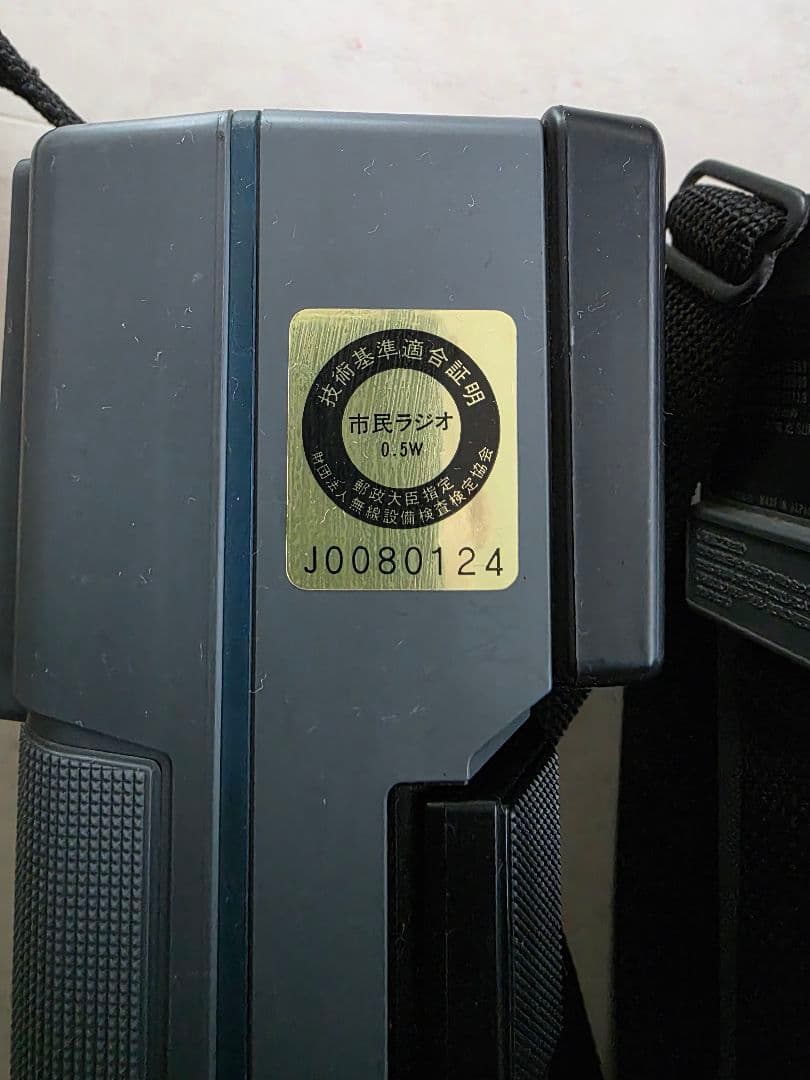 技術基準適合証明
市民ラジオ
0.5W
郵政大臣指定
財団法人無線設備検査検定協会
J0080124